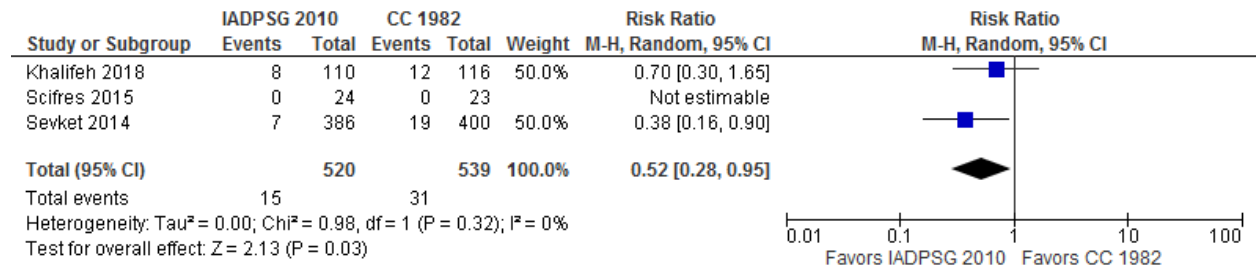 IADPSG 2010 CC 1982 Risk Ratio Risk Ratio
Study or Subgroup Events Total Events Total Weight M-H, Random, 95% CI M-H, Random, 95% CI
Khalifeh 2018 8 110 12 116 50.0% 0.70 [0.30, 1.65]
Scifres 2015 0 24 0 23 Not estimable
Sevket 2014 7 386 19 400 50.0% 0.38 [0.16, 0.90]
Total (95% CI) 520 539 100.0% 0.52 [0.28, 0.95]
Total events 15 31
Heterogeneity: Tau² = 0.00; Chi² = 0.98, df = 1 (P = 0.32); I² = 0%
Test for overall effect: Z = 2.13 (P = 0.03)
0.01 0.1 1 10 100
Favors IADPSG 2010 Favors CC 1982